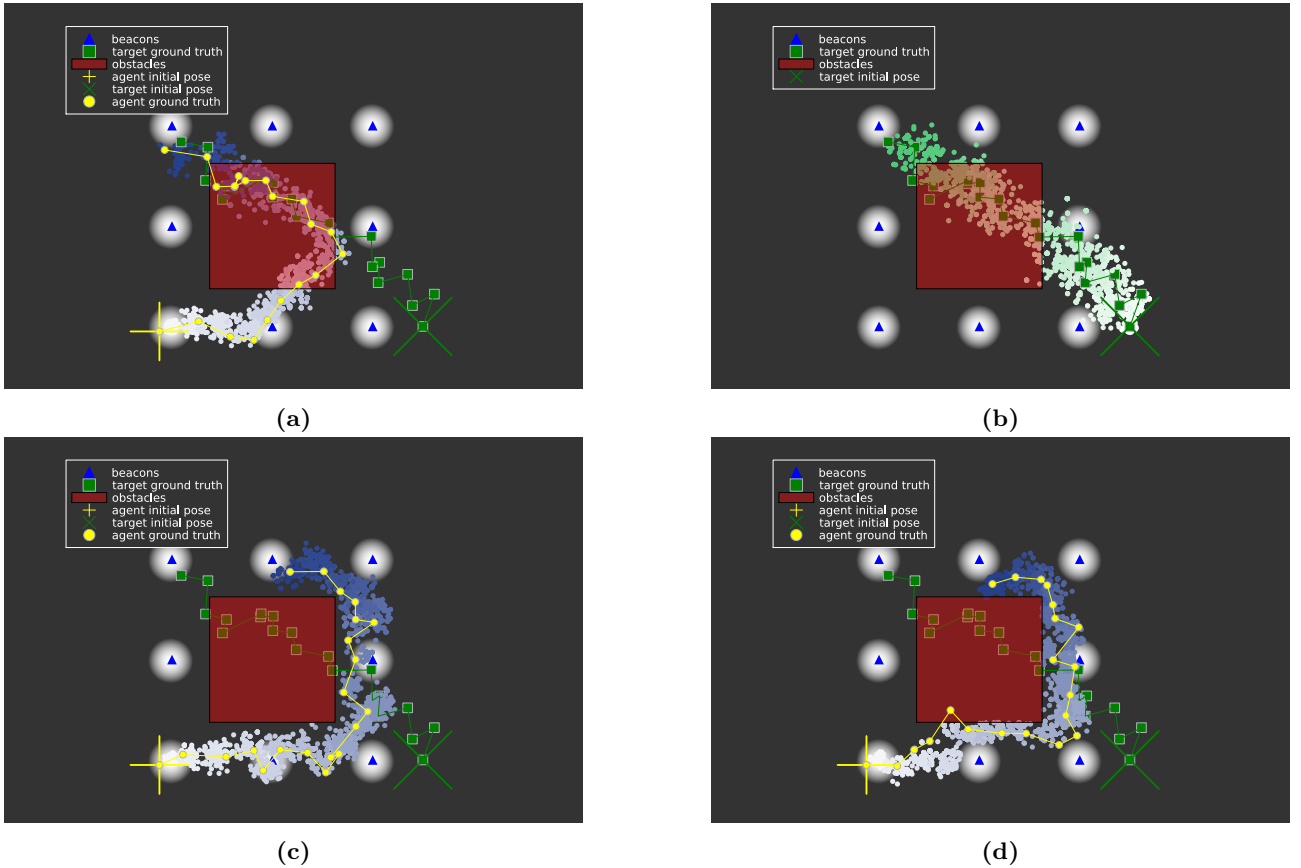 beacons
target ground truth
obstacles
agent initial pose
target initial pose
agent ground truth
(a)
beacons
target ground truth
obstacles
target initial pose
(b)
beacons
target ground truth
obstacles
agent initial pose
target initial pose
agent ground truth
(c)
beacons
target ground truth
obstacles
agent initial pose
target initial pose
agent ground truth
(d)